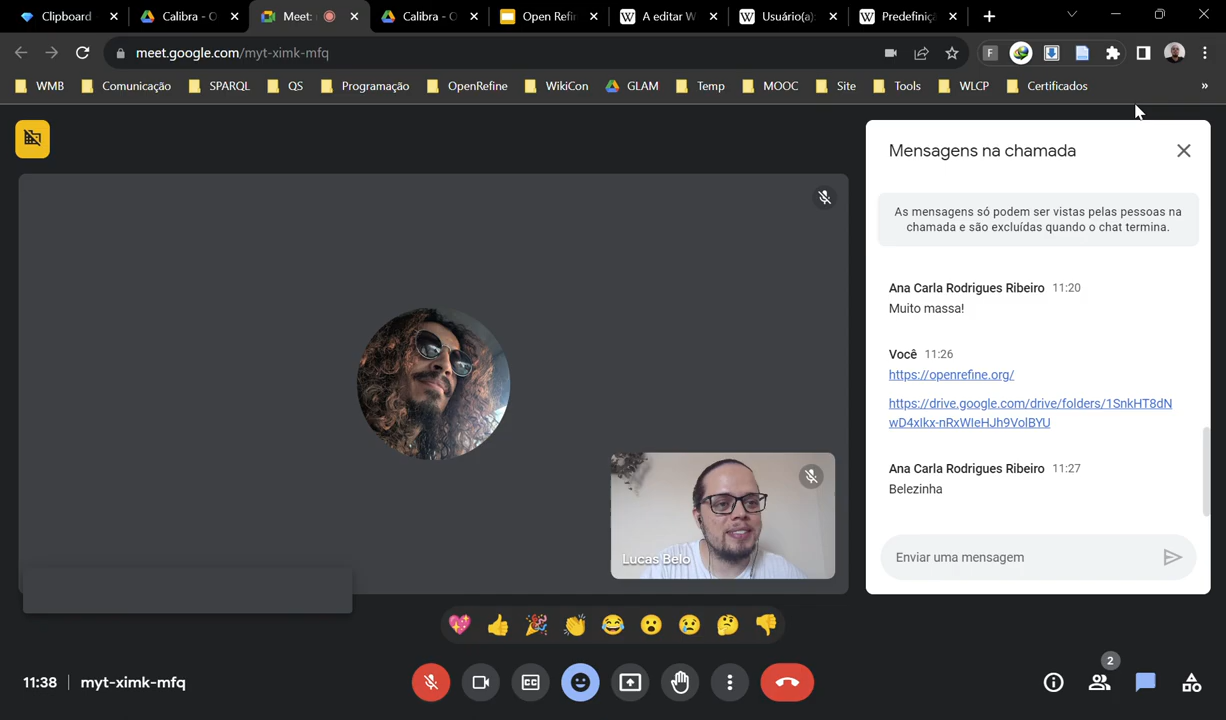 Clipboard
Calibra - O
Meet:
Calibra - O
Open Refin
A editar W
Usuário(a):
Predefiniçã
meet.google.com/myt-ximk-mfq
F
WMB
Comunicação
SPARQL
QS
Programação
OpenRefine
WikiCon
GLAM
Temp
MOOC
Site
Tools
WLCP
Certificados
»
Mensagens na chamada
As mensagens só podem ser vistas pelas pessoas na
chamada e são excluídas quando o chat termina.
Ana Carla Rodrigues Ribeiro 11:20
Muito massa!
Você 11:26
https://openrefine.org/
https://drive.google.com/drive/folders/1SnkHT8dN
wD4xlkx-nRxWIeHJh9VolBYU
Ana Carla Rodrigues Ribeiro 11:27
Belezinha
Lucas Belo
Enviar uma mensagem
2
11:38 | myt-ximk-mfq